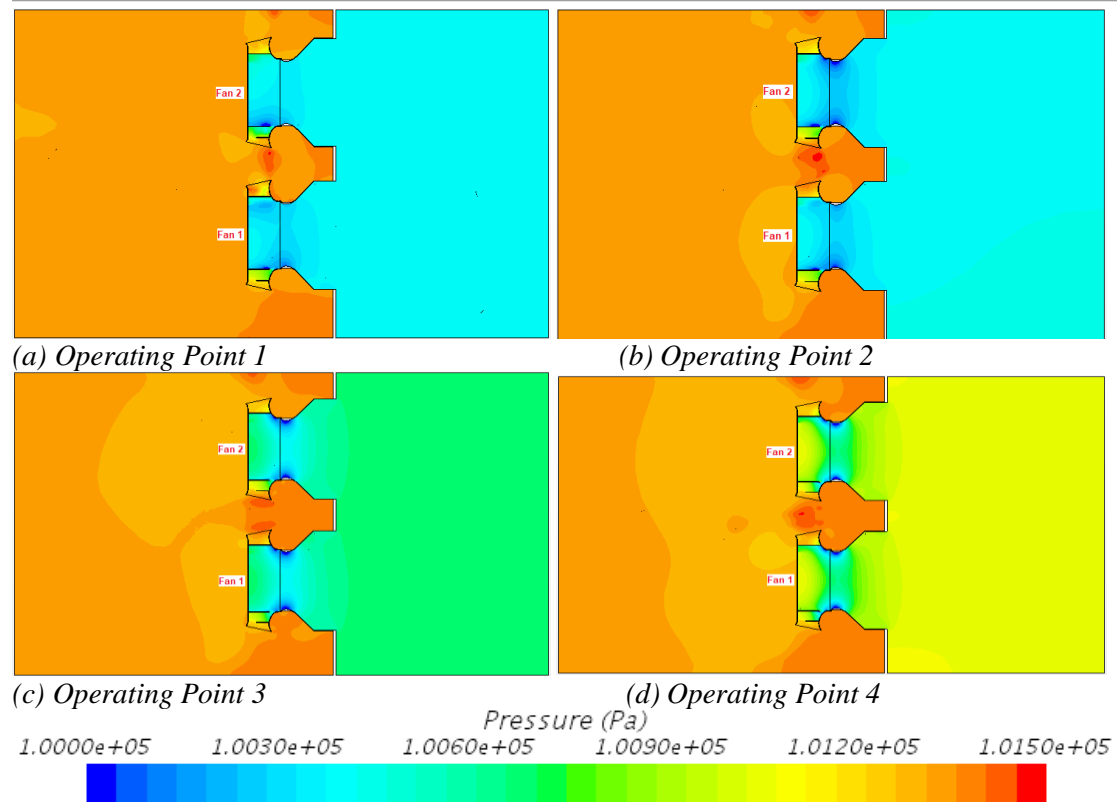 Fan 2
Fan 1
Fan 2
Fan 1
(a) Operating Point 1
(b) Operating Point 2
Fan 2
Fan 1
Fan 2
Fan 1
(c) Operating Point 3
(d) Operating Point 4
Pressure (Pa)
1.0000e+05 1.0030e+05 1.0060e+05 1.0090e+05 1.0120e+05 1.0150e+05